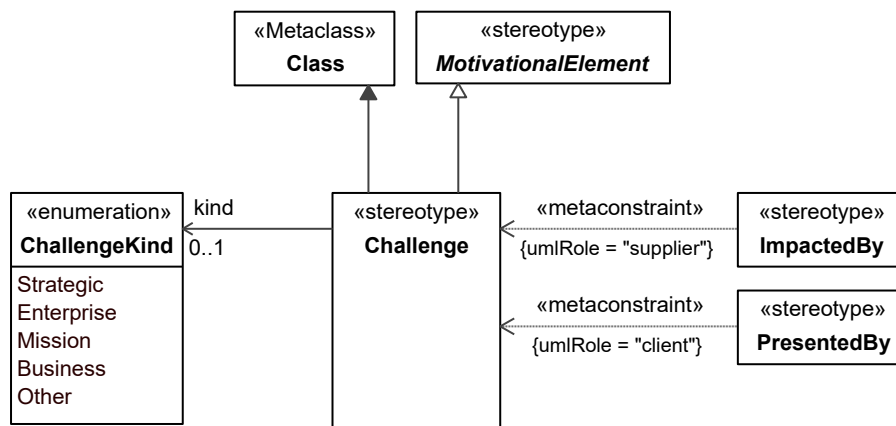 «Metaclass»
Class
«stereotype»
MotivationalElement
«enumeration»
ChallengeKind
Strategic
Enterprise
Mission
Business
Other
kind
0..1
«stereotype»
Challenge
«metaconstraint»
{umlRole = "supplier"}
«stereotype»
ImpactedBy
«metaconstraint»
{umlRole = "client"}
«stereotype»
PresentedBy